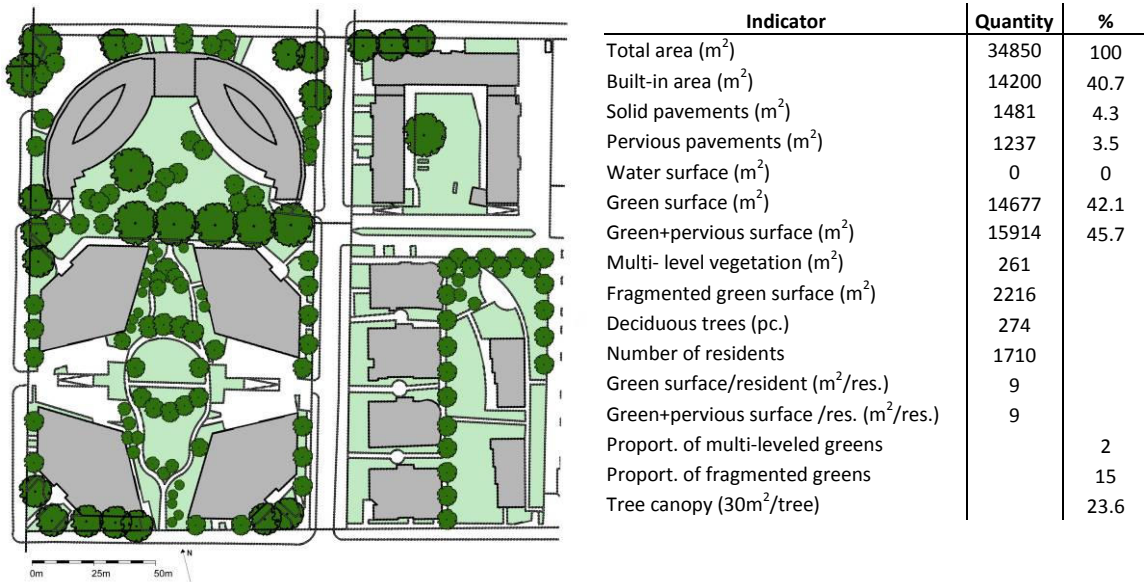 Indicator Quantity %
Total area (m²) 34850 100
Built-in area (m²) 14200 40.7
Solid pavements (m²) 1481 4.3
Pervious pavements (m²) 1237 3.5
Water surface (m²) 0 0
Green surface (m²) 14677 42.1
Green+pervious surface (m²) 15914 45.7
Multi- level vegetation (m²) 261
Fragmented green surface (m²) 2216
Deciduous trees (pc.) 274
Number of residents 1710
Green surface/resident (m²/res.) 9
Green+pervious surface /res. (m²/res.) 9
Proport. of multi-leveled greens 2
Proport. of fragmented greens 15
Tree canopy (30m²/tree) 23.6
N
0m 25m 50m